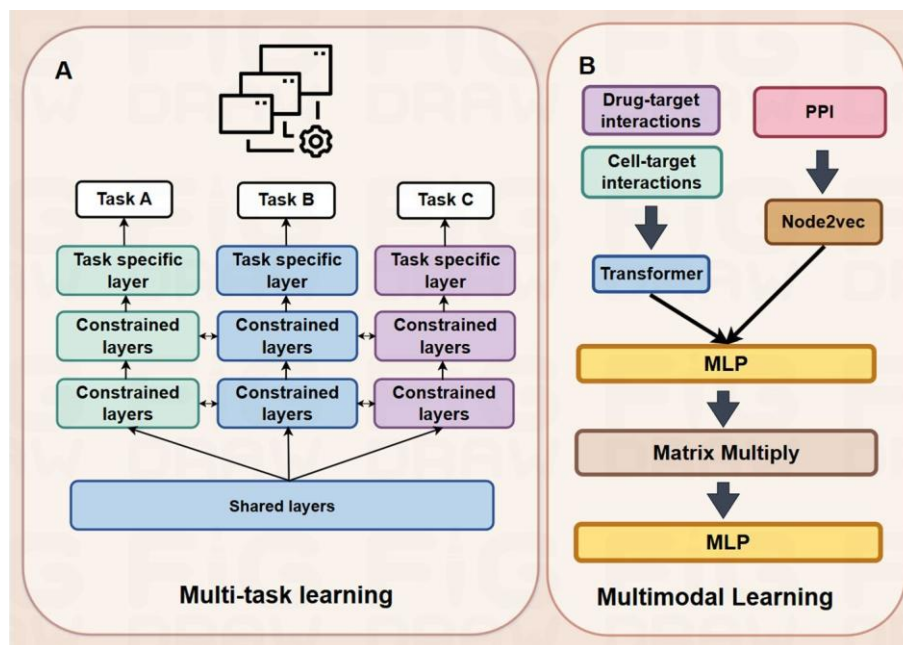 A
Task A
Task B
Task C
Task specific
layer
Task specific
layer
Task specific
layer
Constrained
layers
Constrained
layers
Constrained
layers
Constrained
layers
Constrained
layers
Constrained
layers
Shared layers
Multi-task learning
B
Drug-target
interactions
PPI
Cell-target
interactions
Node2vec
Transformer
MLP
Matrix Multiply
MLP
Multimodal Learning